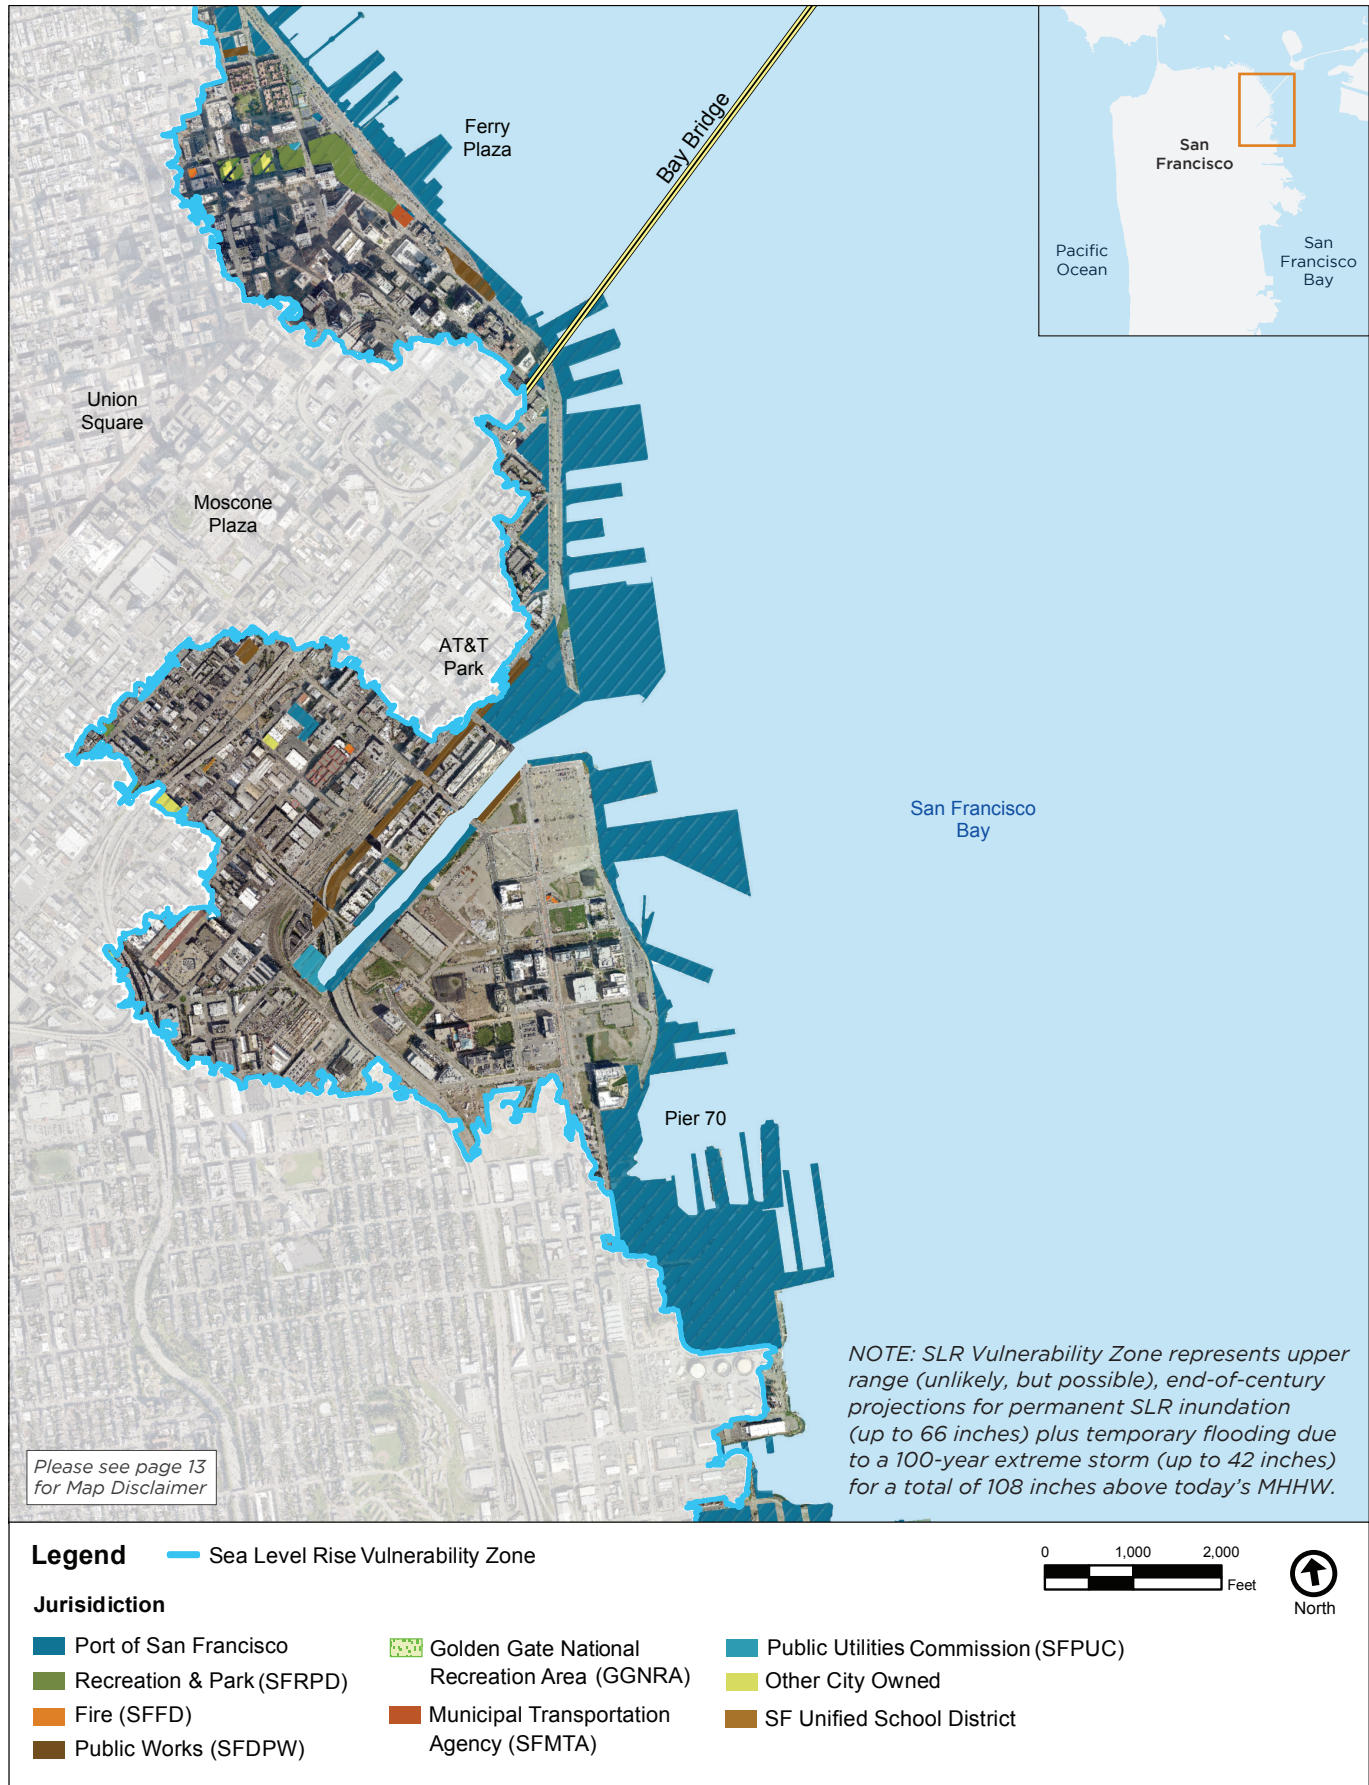 Ferry
Plaza
Bay Bridge
San
Francisco
Pacific
Ocean
San
Francisco
Bay
Union
Square
Moscone
Plaza
AT&T
Park
San Francisco
Bay
Pier 70
NOTE: SLR Vulnerability Zone represents upper
range (unlikely, but possible), end-of-century
projections for permanent SLR inundation
(up to 66 inches) plus temporary flooding due
to a 100-year extreme storm (up to 42 inches)
for a total of 108 inches above today's MHHW.
Please see page 13
for Map Disclaimer
Legend
Sea Level Rise Vulnerability Zone
0 1,000 2,000
Feet
North
Jurisidiction
Port of San Francisco
Recreation & Park (SFRPD)
Fire (SFFD)
Public Works (SFDPW)
Golden Gate National
Recreation Area (GGNRA)
Municipal Transportation
Agency (SFMTA)
Public Utilities Commission (SFPUC)
Other City Owned
SF Unified School District